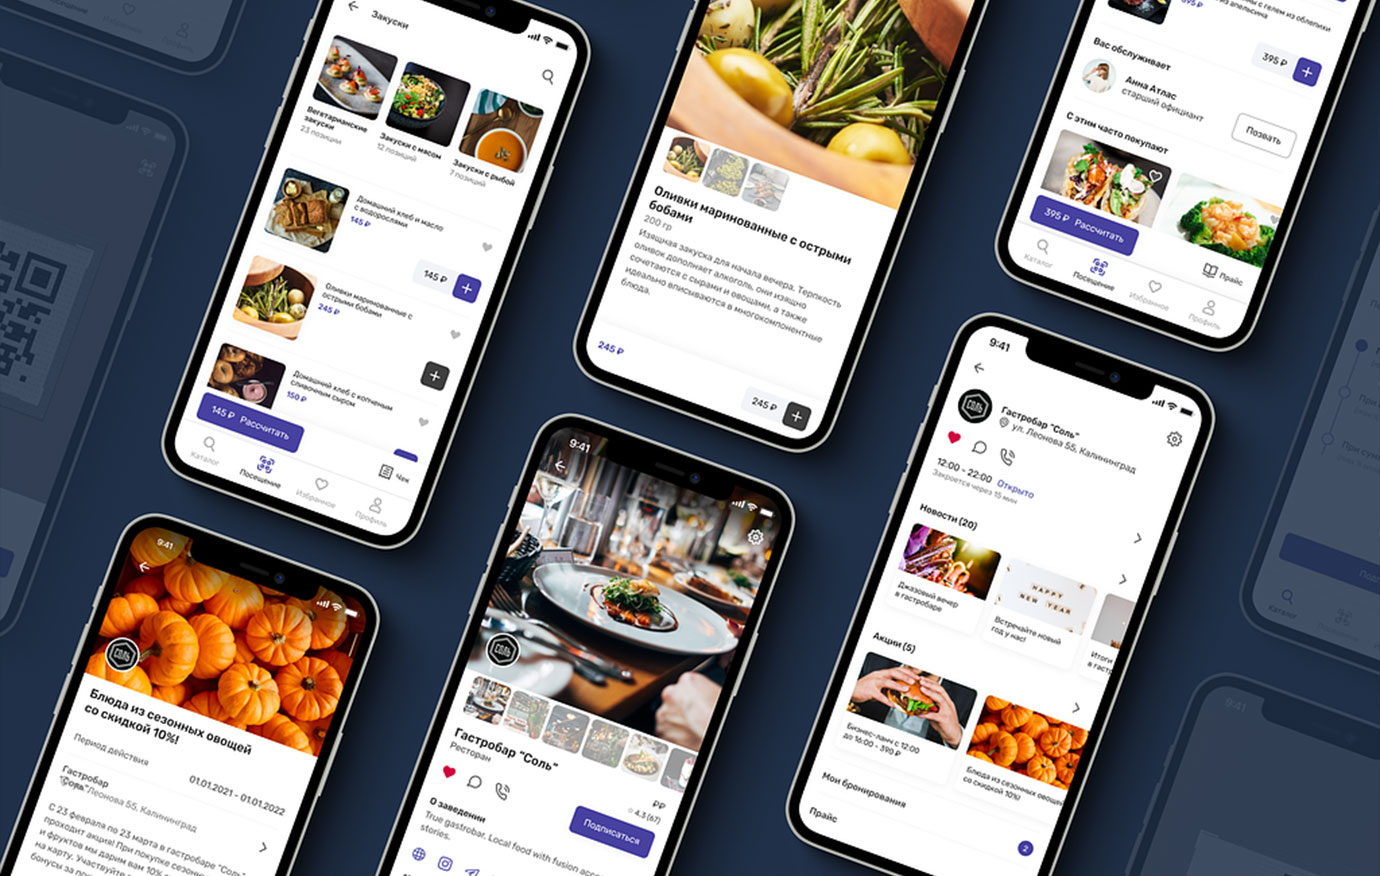 Посещение
Избранное
Профиль
Закуски
Вегетарианские
закуски
23 позиции
Закуски с мясом
12 позиций
Закуски с рыбой
7 позиций
Домашний хлеб и масло
с водорослями
145 ₽
145 ₽
Оливки маринованные с
острыми бобами
245 ₽
Домашний хлеб с копченым
сливочным сыром
150 ₽
145 ₽ Рассчитать
Чек
Каталог
Посещение
Избранное
Профиль
Оливки маринованные с острыми
бобами
200 гр
Изящная закуска для начала вечера. Терпкость
оливок дополняет алкоголь, они изящно
сочетаются с сырами и овощами, а также
идеально вписываются в многокомпонентные
блюда.
245 ₽
245 ₽
с гелем из облепихи
из апельсина
395 ₽
395 ₽
Вас обслуживает
Анна Атлас
старший официант
Позвать
С этим часто покупают
395 ₽ Рассчитать
Прайс
Каталог
Посещение
Избранное
Профиль
9:41
СОЛЬ
Блюда из сезонных овощей
со скидкой 10%!
Период действия
01.01.2021 - 01.01.2022
Гастробар
"Соль"
Леонова 55, Калининград
С 23 февраля по 23 марта в гастробаре "Соль"
проходит акция! При покупке сезонных
и фруктов мы дарим вам 10%
на карту. Участвуйте
бонусы за
9:41
СОЛЬ
Гастробар "Соль"
Ресторан
₽₽
4.3 (67)
О заведении
Подписаться
True gastrobar. Local food with fusion
stories.
9:41
СОЛЬ
Гастробар "Соль"
ул. Леонова 55, Калининград
12:00 - 22:00 Открыто
Закроется через 15 мин
Новости (20)
Джазовый вечер
в гастробаре
HAPPY
NEW YEAR
Встречайте новый
год у нас!
Итоги
в гаст
Акции (5)
Бизнес-ланч с 12:00
до 16:00 - 390 ₽
Блюда из сезонных овощей
со скидкой 10%!
Мои бронирования
Прайс
2
Каталог
Посещение
9:41